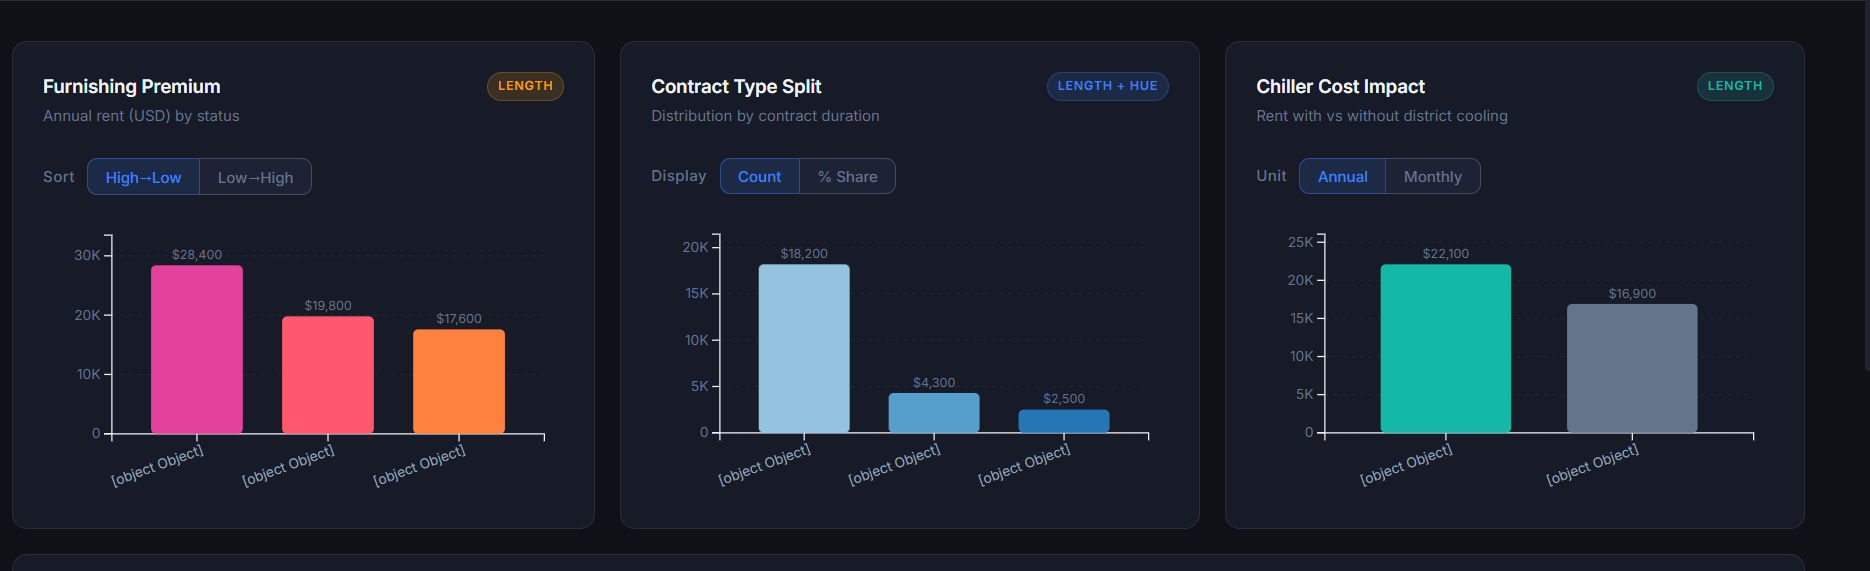 Furnishing Premium
LENGTH
Annual rent (USD) by status
Sort
High→Low
Low→High
30K
20K
10K
0
$28,400
$19,800
$17,600
[object Object]
[object Object]
[object Object]
Contract Type Split
LENGTH + HUE
Distribution by contract duration
Display
Count
% Share
20K
15K
10K
5K
0
$18,200
$4,300
$2,500
[object Object]
[object Object]
[object Object]
Chiller Cost Impact
LENGTH
Rent with vs without district cooling
Unit
Annual
Monthly
25K
20K
15K
10K
5K
0
$22,100
$16,900
[object Object]
[object Object]